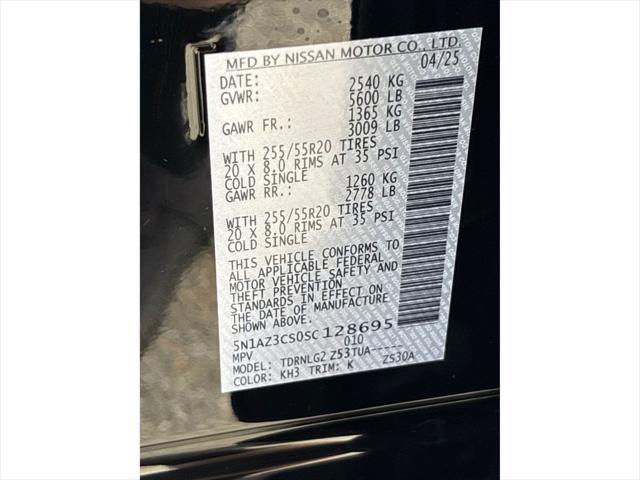 MFD BY NISSAN MOTOR CO., LTD.
DATE: 04/25
GVWR: 2540 KG
5600 LB
GAWR FR.: 1365 KG
3009 LB
WITH 255/55R20 TIRES
20 X 8.0 RIMS AT 35 PSI
COLD SINGLE
GAWR RR.: 1260 KG
2778 LB
WITH 255/55R20 TIRES
20 X 8.0 RIMS AT 35 PSI
COLD SINGLE
THIS VEHICLE CONFORMS TO
ALL APPLICABLE FEDERAL
MOTOR VEHICLE SAFETY AND
THEFT PREVENTION
STANDARDS IN EFFECT ON
THE DATE OF MANUFACTURE
SHOWN ABOVE.
5N1AZ3CS0SC128695
MPV 010
MODEL: TDRNLG2 Z53TUA-----
COLOR: KH3 TRIM: K ZS30A